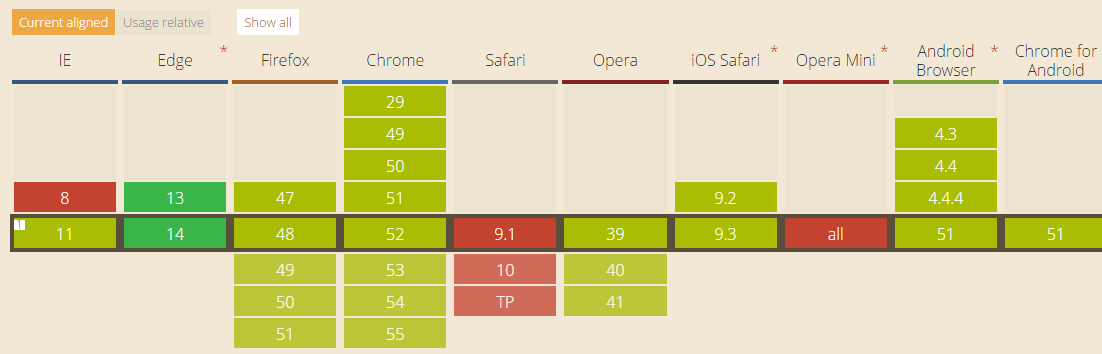 Current aligned Usage relative Show all
IE Edge * Firefox Chrome Safari Opera iOS Safari * Opera Mini * Android Browser * Chrome for Android
29
49 4.3
50 4.4
8 13 47 51 9.2 4.4.4
1 11 14 48 52 9.1 39 9.3 all 51 51
49 53 10 40
50 54 TP 41
51 55